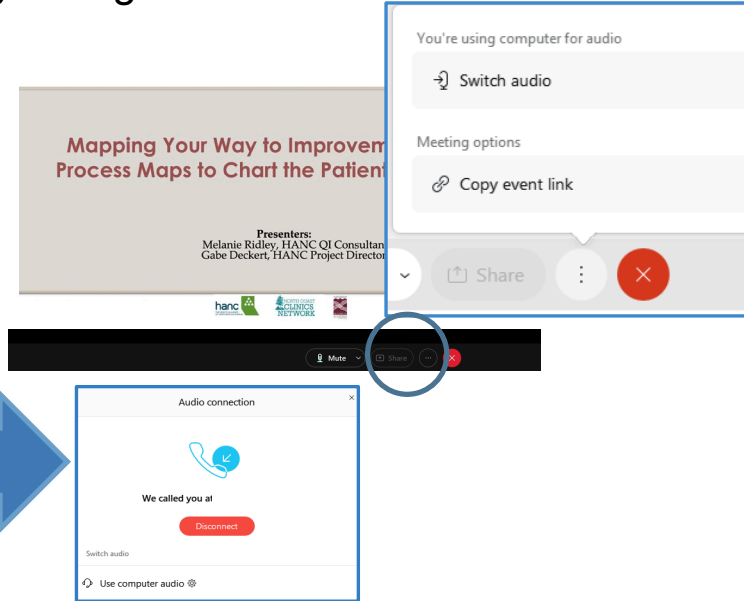 You're using computer for audio
Switch audio
Meeting options
Copy event link
Share
Mapping Your Way to Improvem
Process Maps to Chart the Patient
Presenters:
Melanie Ridley, HANC QI Consultan
Gabe Deckert, HANC Project Director
hanc
NORTH COAST
CLINICS
NETWORK
Mute
Share
Audio connection
We called you at
Disconnect
Switch audio
Use computer audio